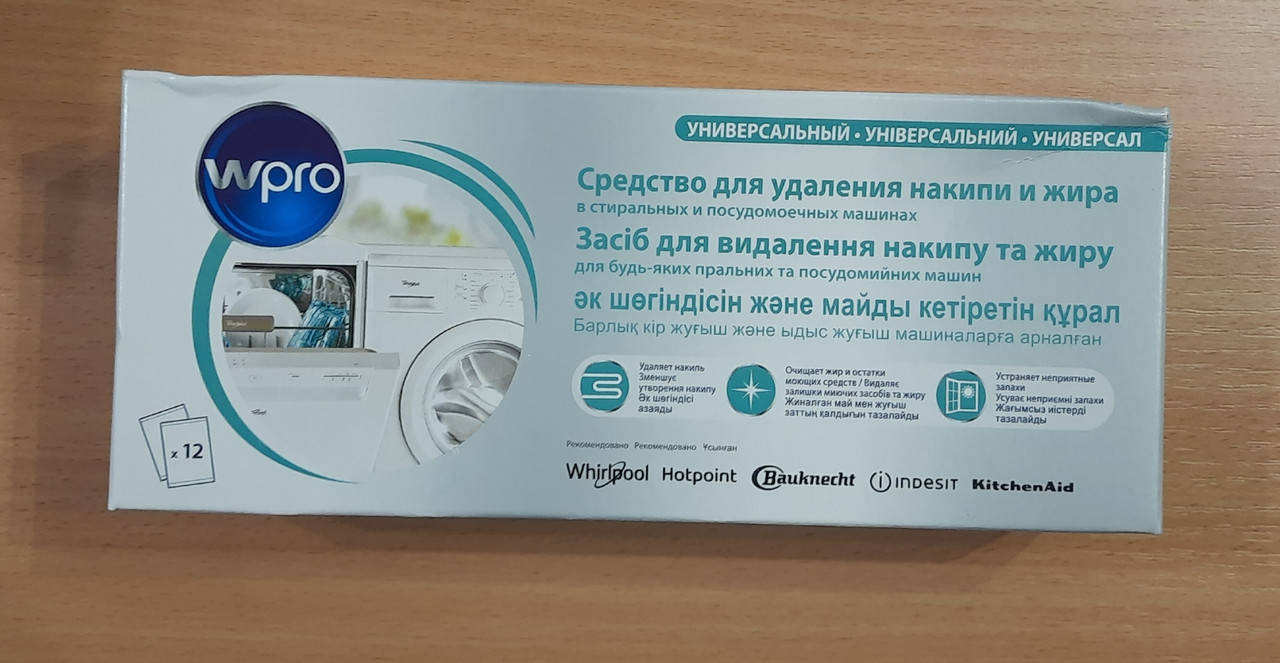 wpro
УНИВЕРСАЛЬНЫЙ • УНІВЕРСАЛЬНИЙ • УНИВЕРСАЛ
Средство для удаления накипи и жира
в стиральных и посудомоечных машинах
Засіб для видалення накипу та жиру
для будь-яких пральних та посудомийних машин
әк шөгіндісін және майды кетіретін құрал
Барлық кір жуғыш және ыдыс жуғыш машиналарға арналған
Удаляет накипь
Зменшує
утворення накипу
Әк шөгіндісі
азаяды
Очищает жир и остатки
моющих средств / Видаляє
залишки миючих засобів та жиру
Жиналған май мен жуғыш
заттың қалдығын тазалайды
Устраняет неприятные
запахи
Усуває неприємні запахи
Жағымсыз иістерді
тазалайды
x 12
Рекомендовано Рекомендовано Ұсынған
Whirlpool Hotpoint Bauknecht INDESIT KitchenAid